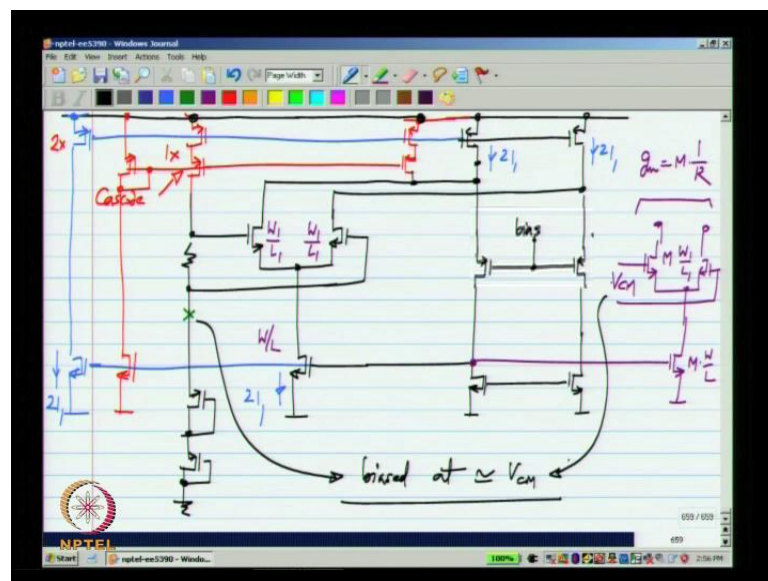 nptel-ee5390 - Windows Journal
File Edit View Insert Actions Tools Help
Page Width
2x
1x
Cascode
↓2I₁
↓2I₁
gₘ = M·1/R
W₁/L₁
W₁/L₁
bias
VCM
M W₁/L₁
W/L
M·W/L
2I₁
2I₁ ↓
→ biased at ≃ VCM
659 / 659
659
NPTEL
Start
nptel-ee5390 - Windo...
100%
2:56 PM